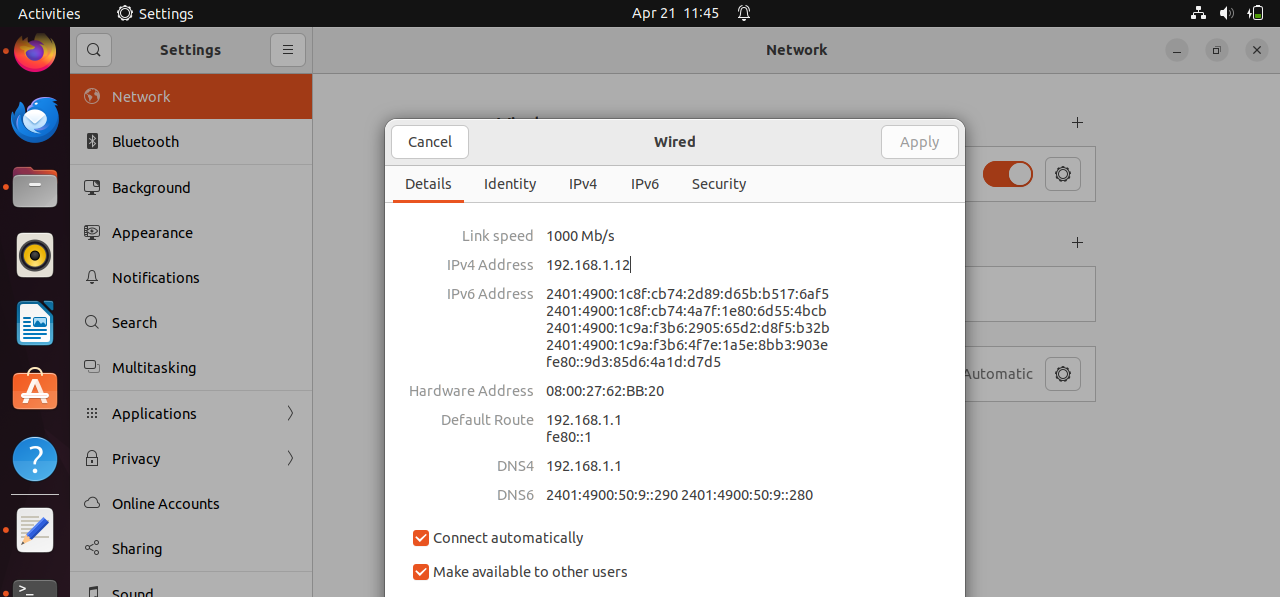 Activities
Settings
Apr 21 11:45
Settings
Network
Network
Bluetooth
Background
Appearance
Notifications
Search
Multitasking
Applications
Privacy
Online Accounts
Sharing
Sound
Cancel
Wired
Apply
Details
Identity
IPv4
IPv6
Security
Link speed 1000 Mb/s
IPv4 Address 192.168.1.12
IPv6 Address 2401:4900:1c8f:cb74:2d89:d65b:b517:6af5
2401:4900:1c8f:cb74:4a7f:1e80:6d55:4bcb
2401:4900:1c9a:f3b6:2905:65d2:d8f5:b32b
2401:4900:1c9a:f3b6:4f7e:1a5e:8bb3:903e
fe80::9d3:85d6:4a1d:d7d5
Hardware Address 08:00:27:62:BB:20
Default Route 192.168.1.1
fe80::1
DNS4 192.168.1.1
DNS6 2401:4900:50:9::290 2401:4900:50:9::280
Connect automatically
Make available to other users
Automatic